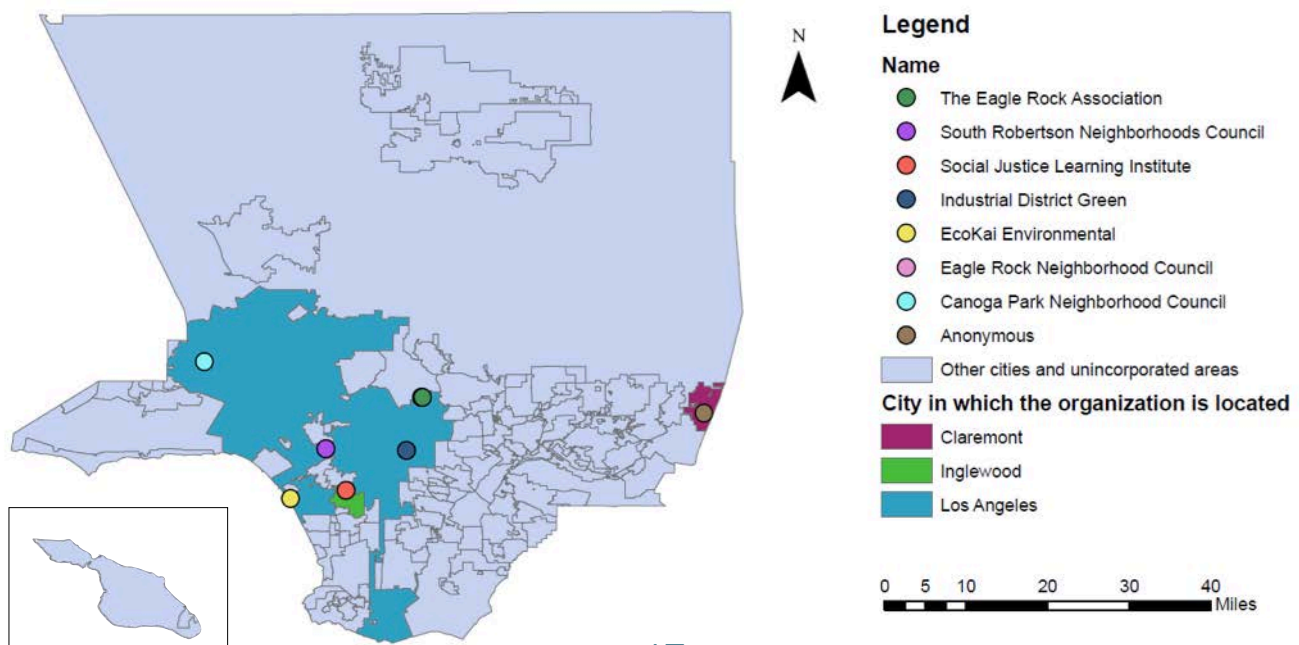 Legend
N
Name
The Eagle Rock Association
South Robertson Neighborhoods Council
Social Justice Learning Institute
Industrial District Green
EcoKai Environmental
Eagle Rock Neighborhood Council
Canoga Park Neighborhood Council
Anonymous
Other cities and unincorporated areas
City in which the organization is located
Claremont
Inglewood
Los Angeles
0 5 10 20 30 40
Miles